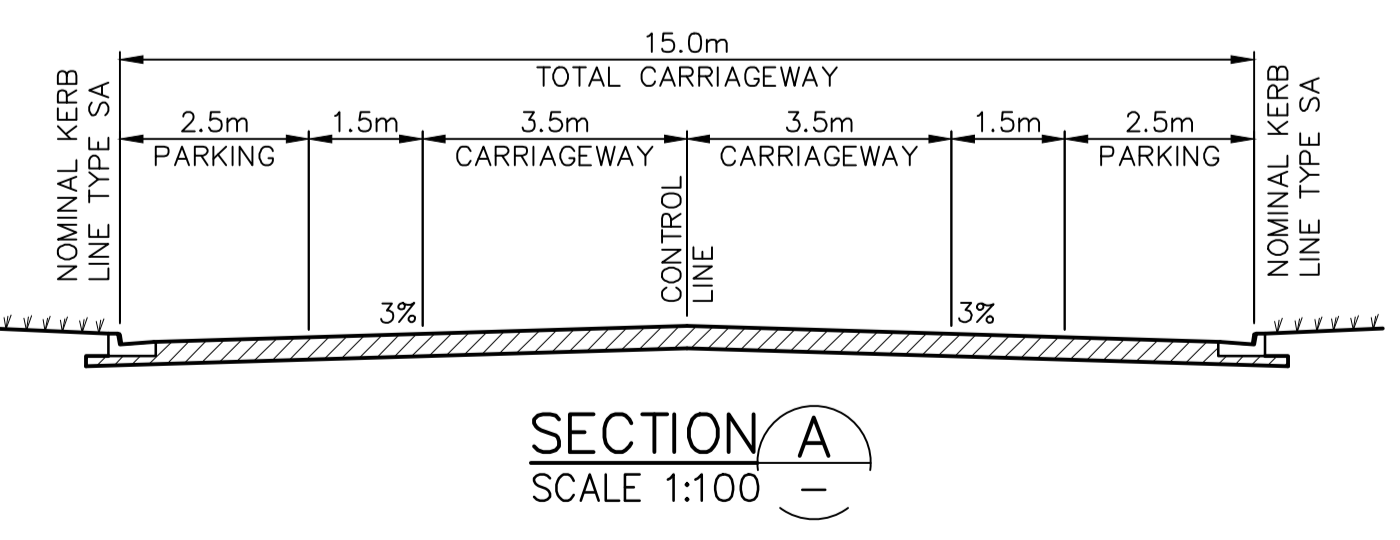 15.0m
TOTAL CARRIAGEWAY
NOMINAL KERB
LINE TYPE SA
2.5m
PARKING
1.5m
3.5m
CARRIAGEWAY
3.5m
CARRIAGEWAY
1.5m
2.5m
PARKING
NOMINAL KERB
LINE TYPE SA
CONTROL
LINE
3%
3%
SECTION A
SCALE 1:100 –